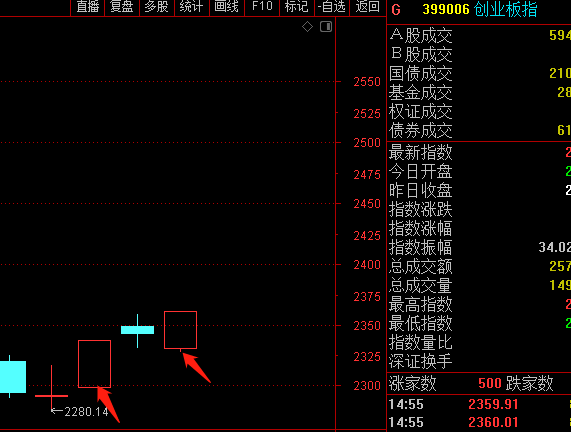 直播 复盘 多股 统计 画线 F10 标记 -自选 返回
G 399006 创业板指
A股成交 594
B股成交
国债成交 210
基金成交 28
权证成交
债券成交 61
最新指数 2
今日开盘 2
昨日收盘 2
指数涨跌
指数涨幅
指数振幅 34.02
总成交额 257
总成交量 149
最高指数 2
最低指数 2
指数量比
深证换手
涨家数 500 跌家数
14:55 2359.91
14:55 2360.01
2550
2525
2500
2475
2450
2425
2400
2375
2350
2325
2300
←2280.14